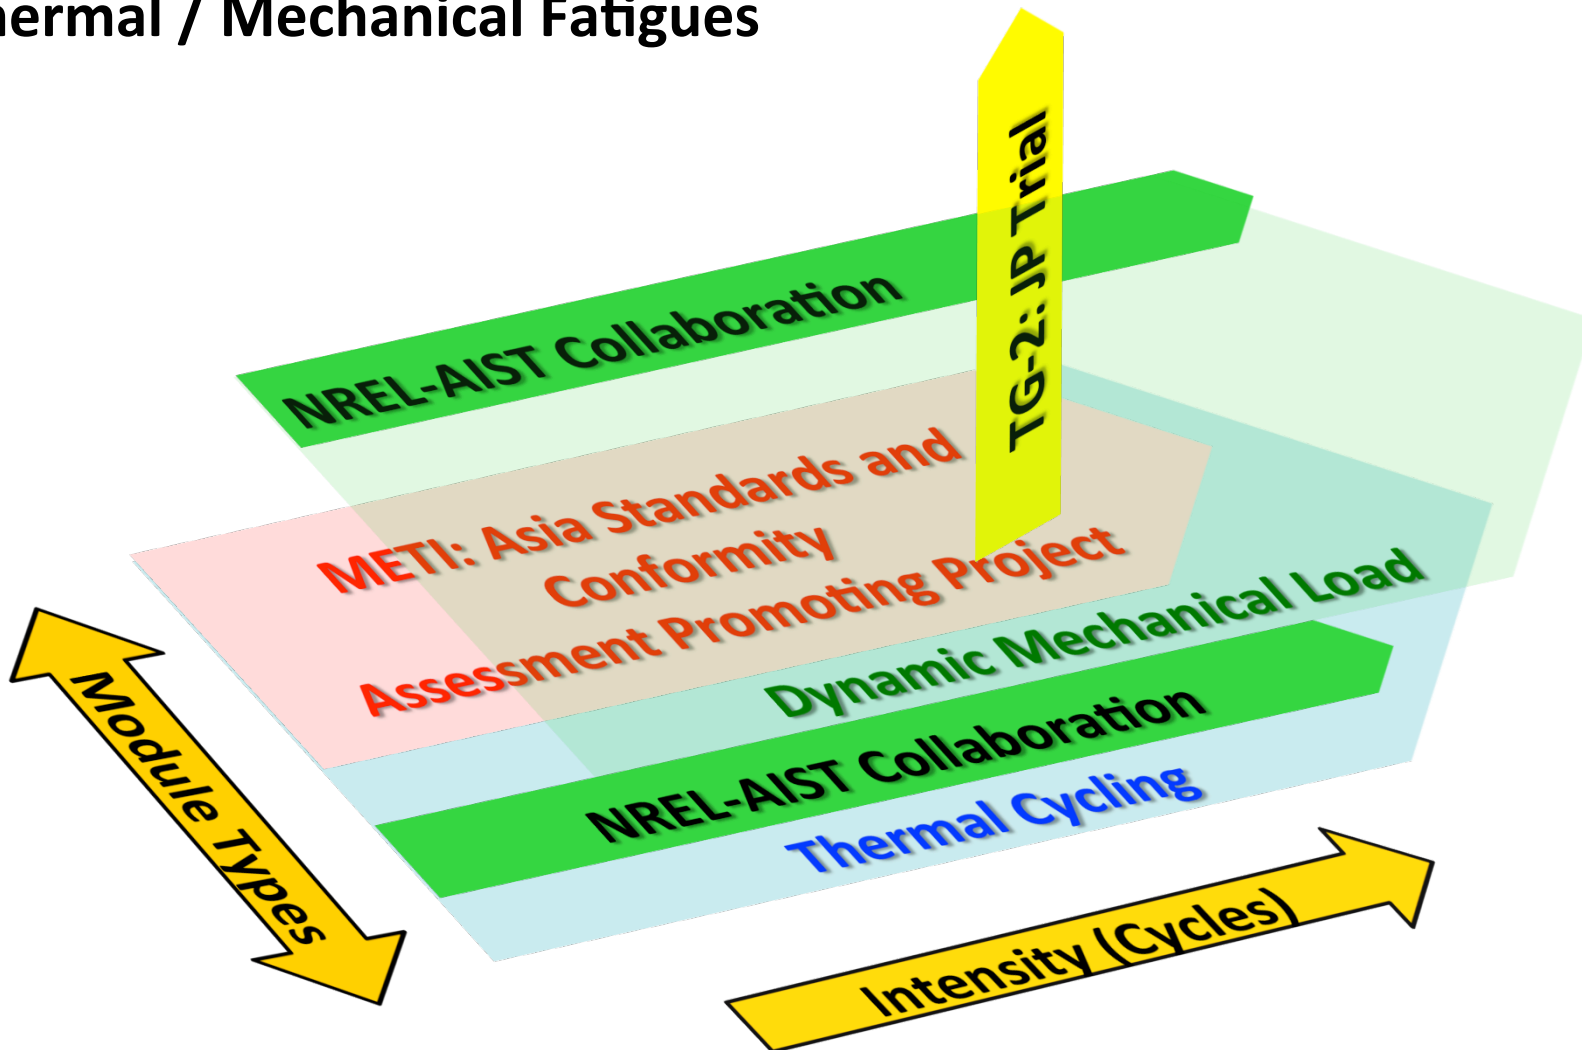 hermal / Mechanical Fatigues
TG-2: JP Trial
NREL-AIST Collaboration
METI: Asia Standards and
Conformity
Assessment Promoting Project
Dynamic Mechanical Load
NREL-AIST Collaboration
Thermal Cycling
Module Types
Intensity (Cycles)